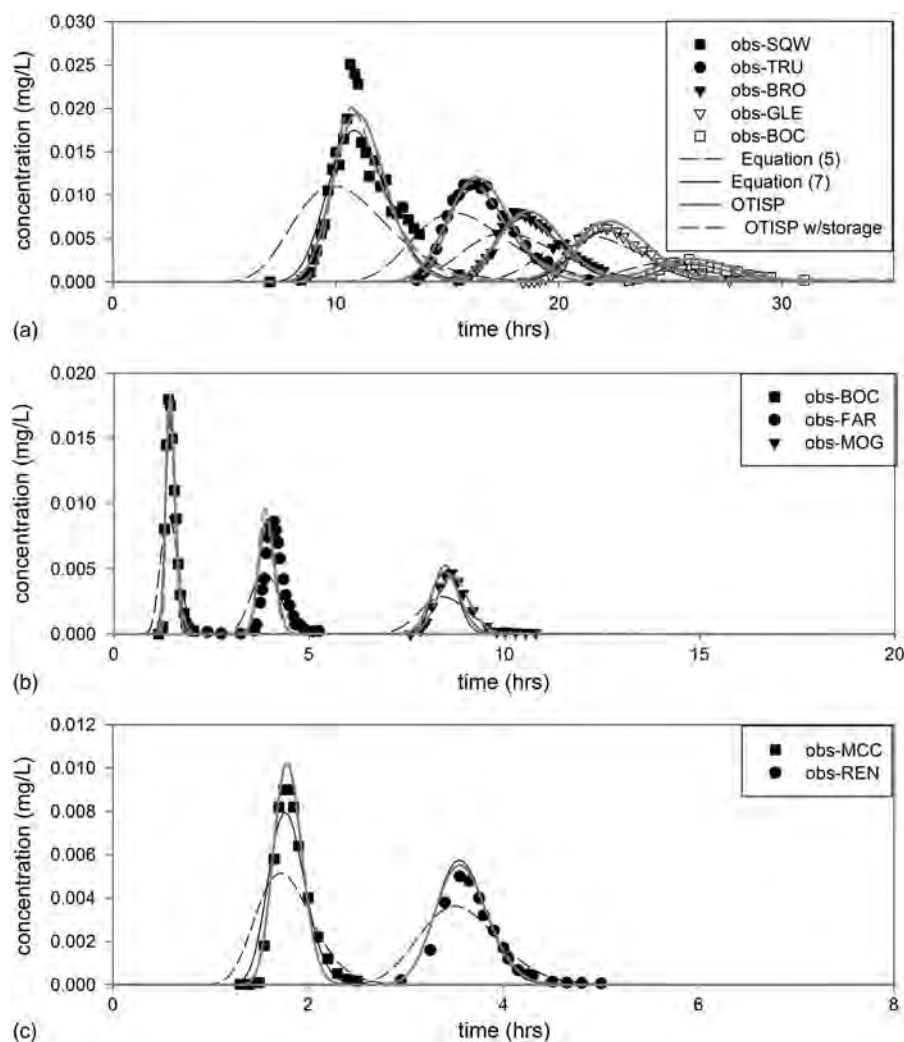 0.030
0.025
0.020
0.015
0.010
0.005
0.000
concentration (mg/L)
obs-SQW
obs-TRU
obs-BRO
obs-GLE
obs-BOC
Equation (5)
Equation (7)
OTISP
OTISP w/storage
0 10 20 30
(a) time (hrs)
0.020
0.015
0.010
0.005
0.000
concentration (mg/L)
obs-BOC
obs-FAR
obs-MOG
0 5 10 15 20
(b) time (hrs)
0.012
0.010
0.008
0.006
0.004
0.002
0.000
concentration (mg/L)
obs-MCC
obs-REN
0 2 4 6 8
(c) time (hrs)